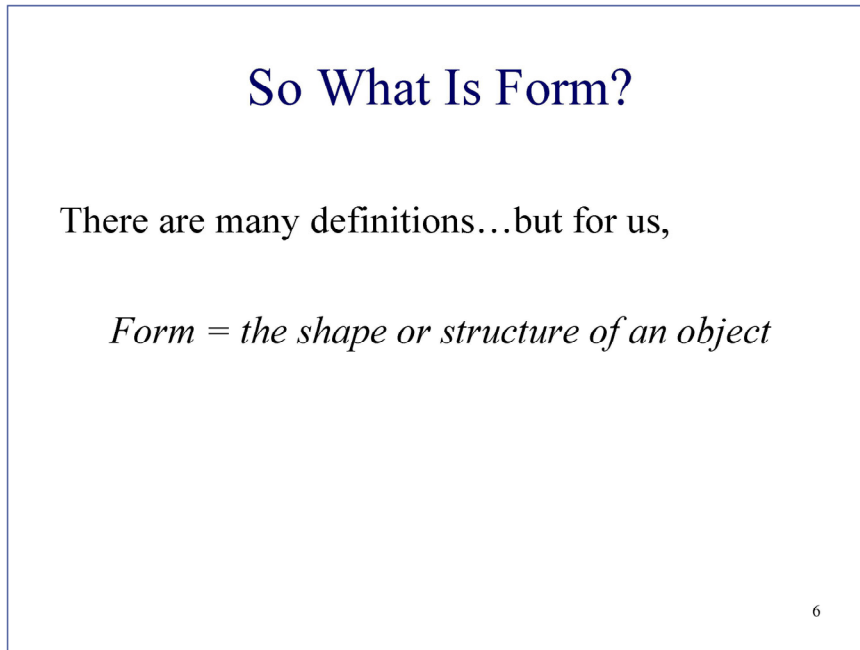 So What Is Form?
There are many definitions…but for us,
Form = the shape or structure of an object
6